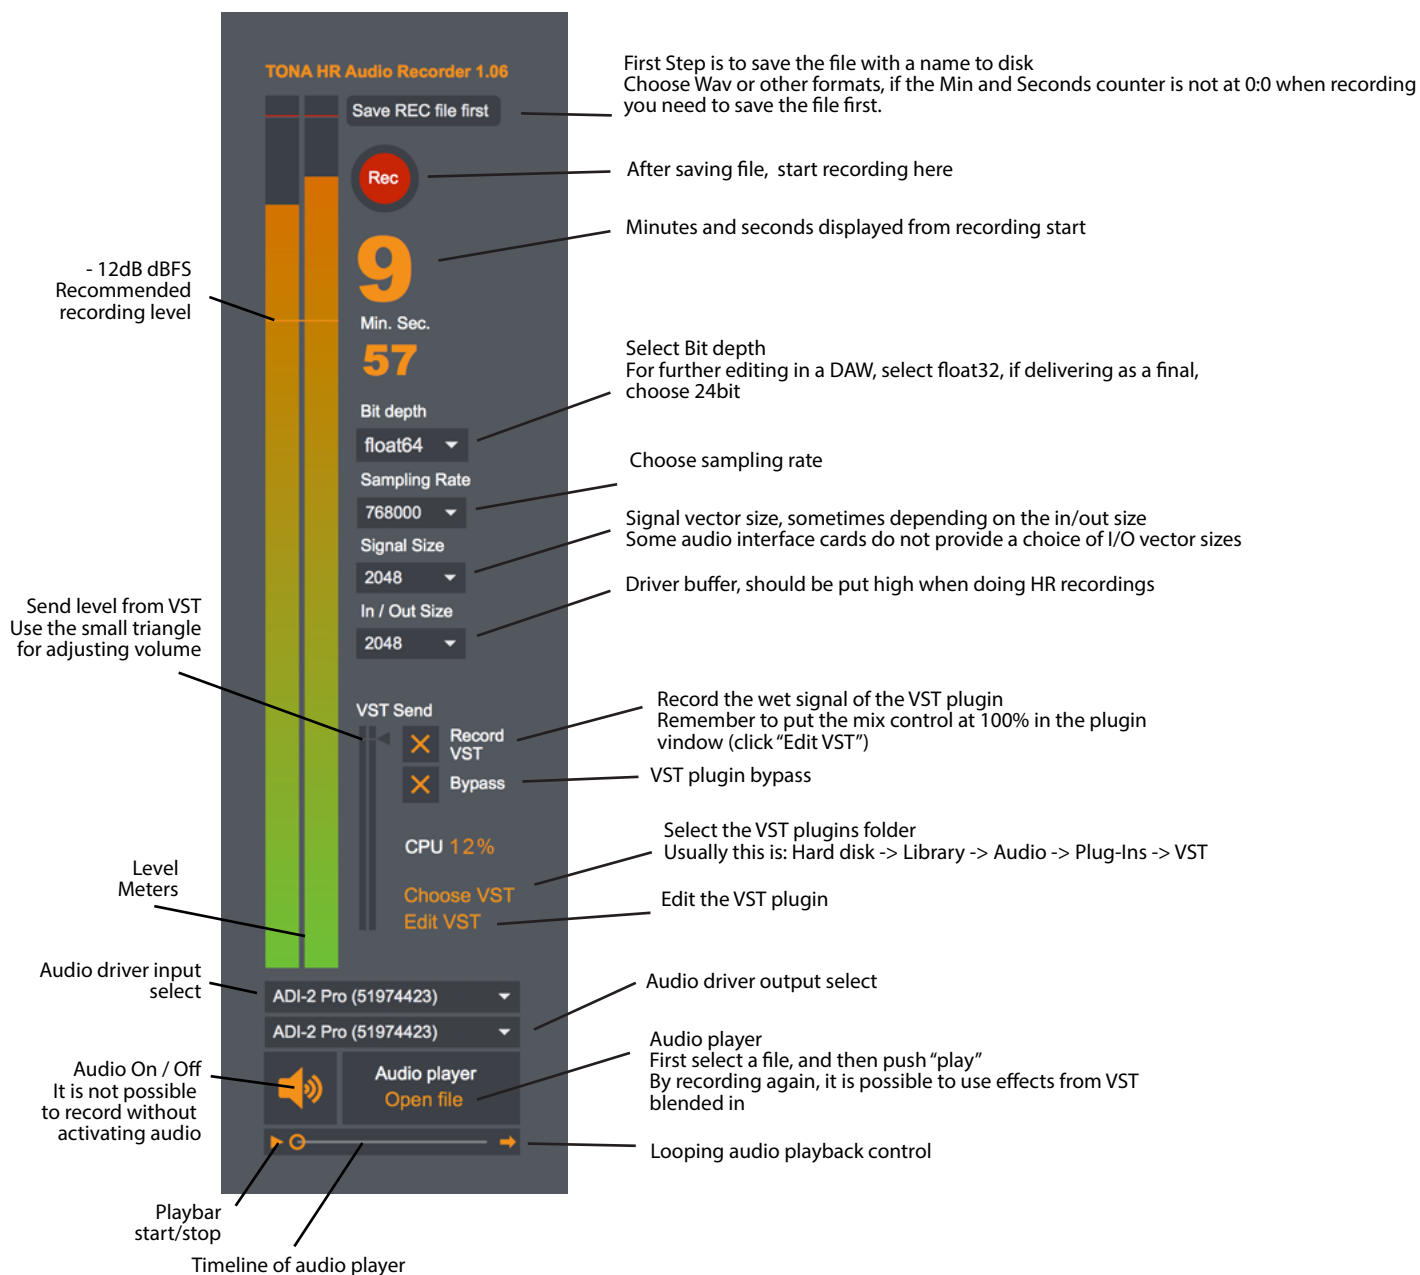 TONA HR Audio Recorder 1.06
Save REC file first
First Step is to save the file with a name to disk
Choose Wav or other formats, if the Min and Seconds counter is not at 0:0 when recording
you need to save the file first.
Rec
After saving file,  start recording here
9
Minutes and seconds displayed from recording start
- 12dB dBFS
Recommended
recording level
Min. Sec.
57
Bit depth
float64
Select Bit depth
For further editing in a DAW, select float32, if delivering as a final,
choose 24bit
Sampling Rate
768000
Choose sampling rate
Signal Size
2048
Signal vector size, sometimes depending on the in/out size
Some audio interface cards do not provide a choice of I/O vector sizes
In / Out Size
2048
Driver buffer, should be put high when doing HR recordings
Send level from VST
Use the small triangle
for adjusting volume
VST Send
Record
VST
Record the wet signal of the VST plugin
Remember to put the mix control at 100% in the plugin
vindow (click “Edit VST”)
Bypass
VST plugin bypass
CPU 12%
Choose VST
Select the VST plugins folder
Usually this is: Hard disk -> Library -> Audio -> Plug-Ins -> VST
Edit VST
Edit the VST plugin
Level
Meters
Audio driver input
select
ADI-2 Pro (51974423)
ADI-2 Pro (51974423)
Audio driver output select
Audio On / Off
It is not possible
to record without
activating audio
Audio player
Open file
Audio player
First select a file, and then push “play”
By recording again, it is possible to use effects from VST
blended in
Looping audio playback control
Playbar
start/stop
Timeline of audio player